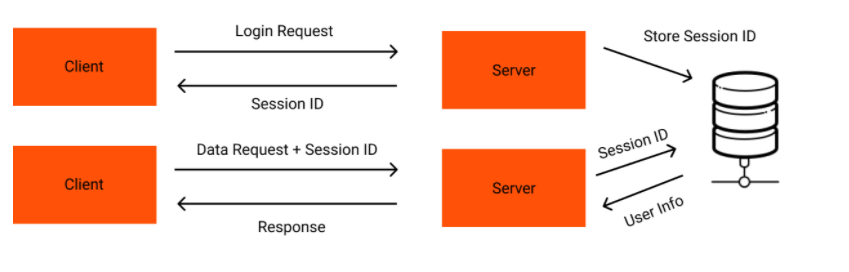 Login Request
Store Session ID
Client
Server
Session ID
Data Request + Session ID
Session ID
Client
Server
User Info
Response